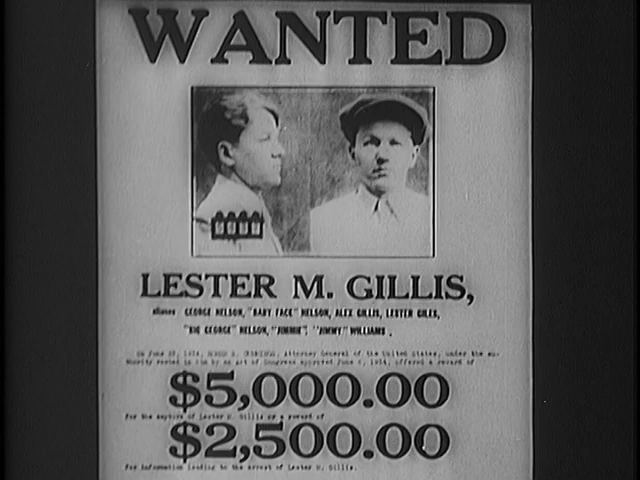 WANTED
LESTER M. GILLIS,
aliases GEORGE NELSON, "BABY FACE" NELSON, ALEX GILLIS, LESTER GILES,
"BIG GEORGE" NELSON, "JIMMIE", "JIMMY" WILLIAMS .
On June 23, 1934, HOMER S. CUMMINGS, Attorney General of the United States, under the au-
thority vested in him by an Act of Congress approved June 6, 1934, offered a reward of
$5,000.00
for the capture of Lester M. Gillis or a reward of
$2,500.00
for information leading to the arrest of Lester M. Gillis.